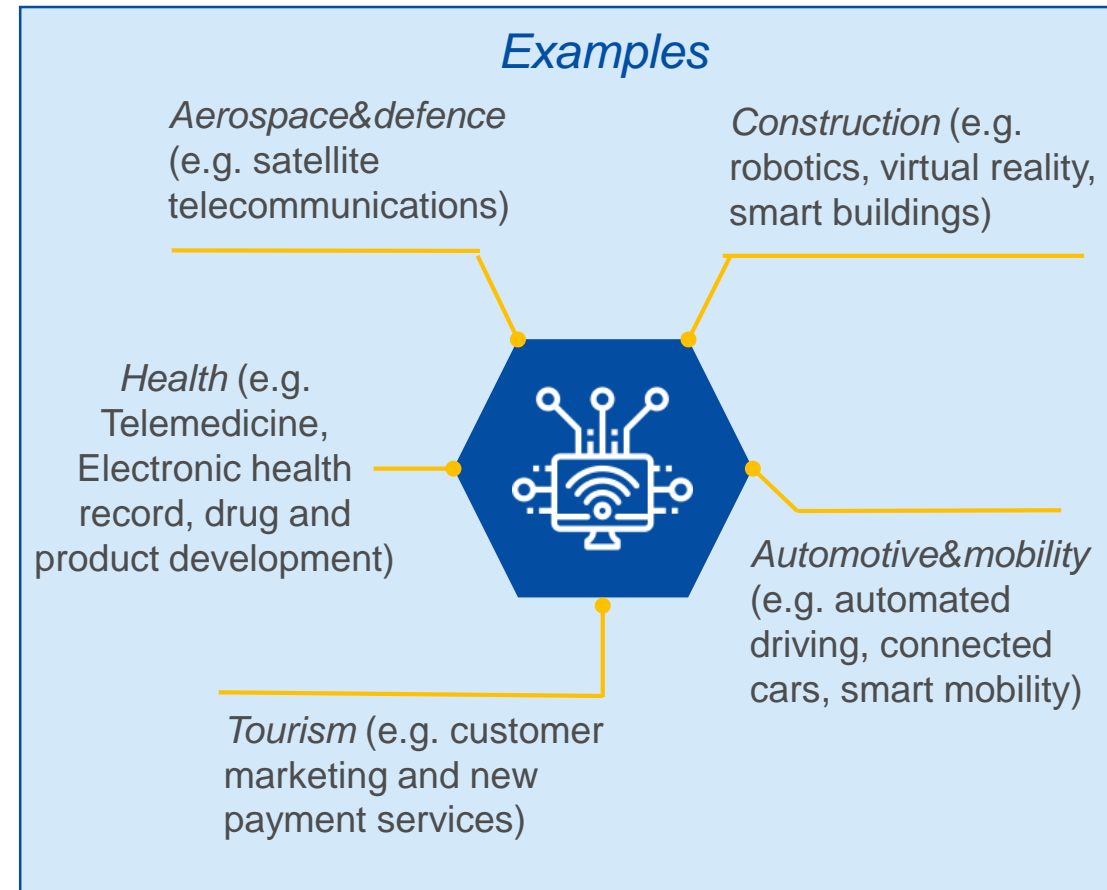 Examples
Aerospace&defence
(e.g. satellite
telecommunications)
Construction (e.g.
robotics, virtual reality,
smart buildings)
Health (e.g.
Telemedicine,
Electronic health
record, drug and
product development)
Automotive&mobility
(e.g. automated
driving, connected
cars, smart mobility)
Tourism (e.g. customer
marketing and new
payment services)